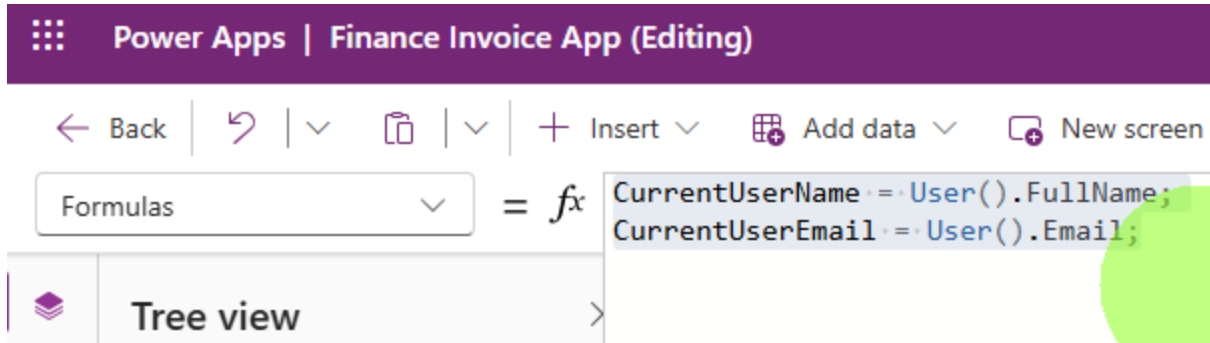 Power Apps | Finance Invoice App (Editing)
Back Insert Add data New screen
Formulas = fx CurrentUserName = User().FullName;
CurrentUserEmail = User().Email;
Tree view